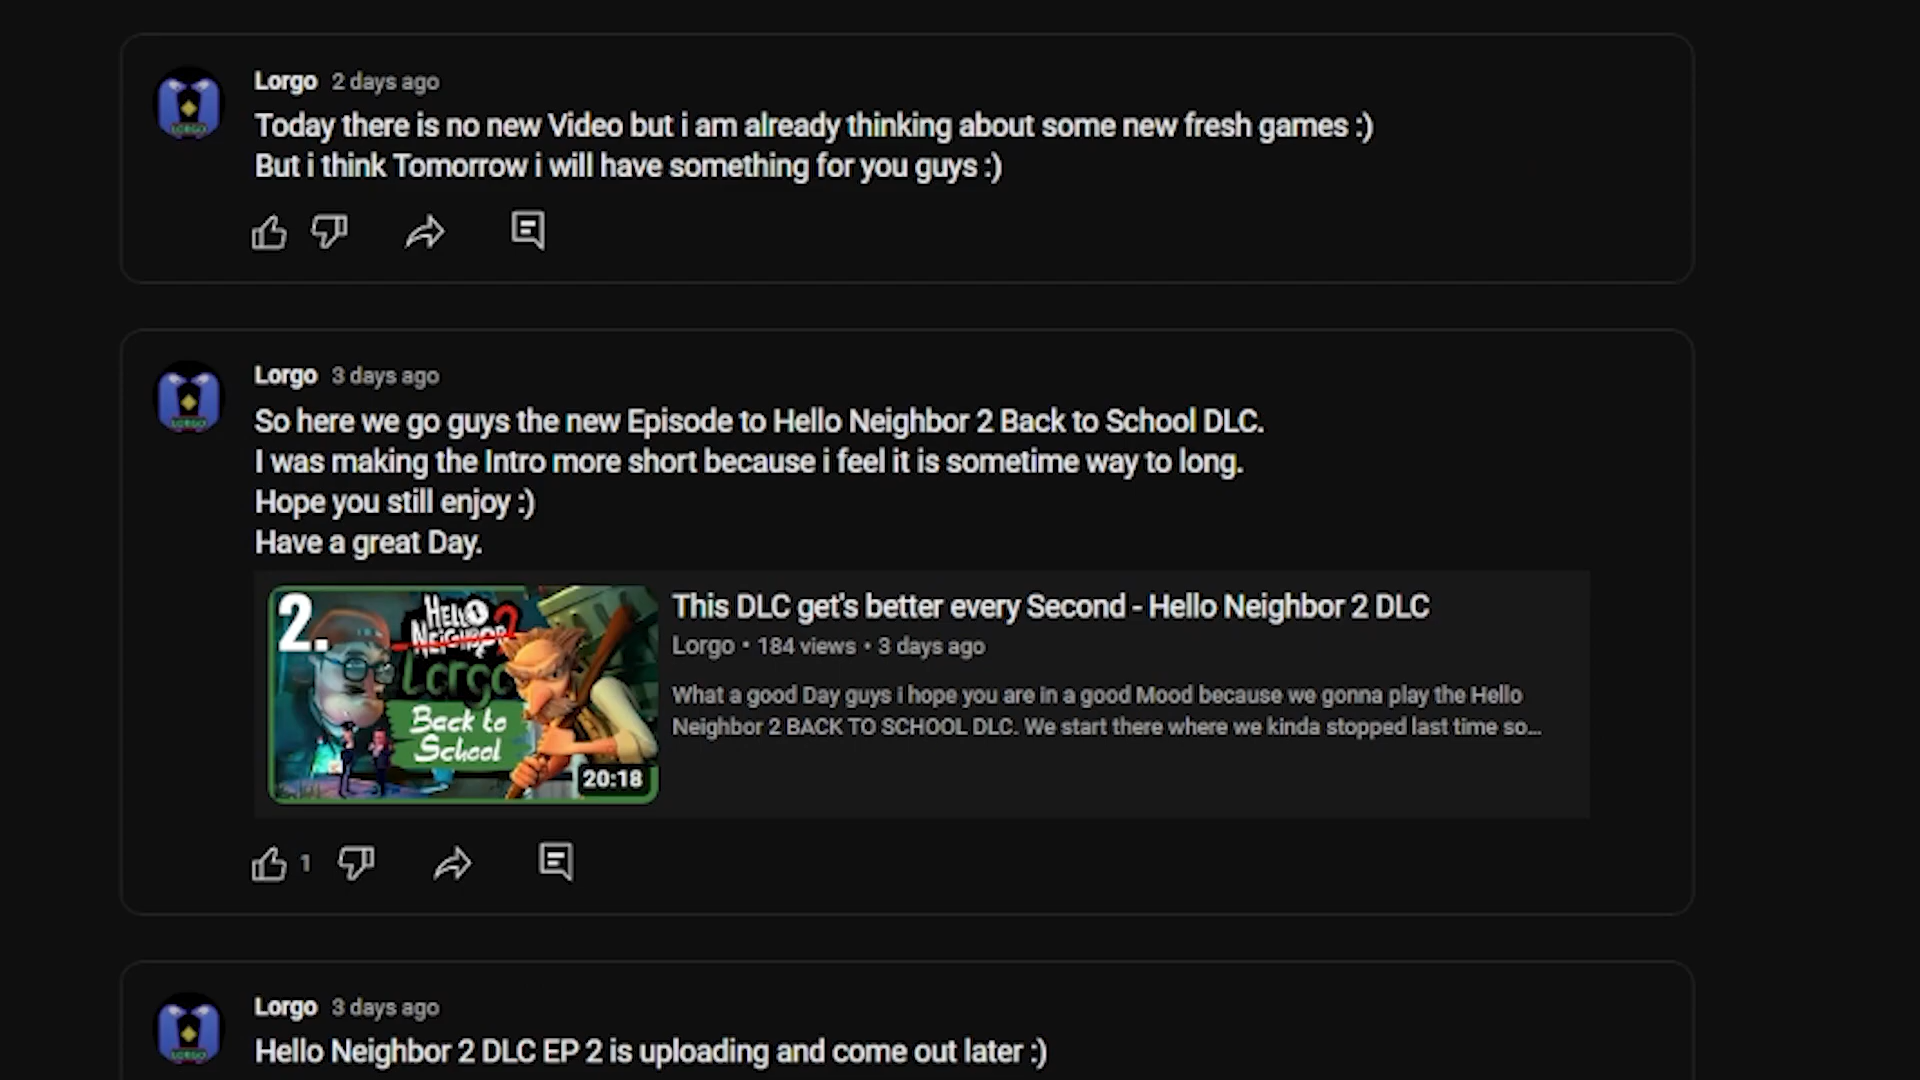 Lorgo 2 days ago
Today there is no new Video but i am already thinking about some new fresh games :)
But i think Tomorrow i will have something for you guys :)
LORGO
Lorgo 3 days ago
So here we go guys the new Episode to Hello Neighbor 2 Back to School DLC.
I was making the Intro more short because i feel it is sometime way to long.
Hope you still enjoy :)
Have a great Day.
LORGO
2.
HELLO
NEIGHBOR 2
Lorgo
Back to
School
20:18
This DLC get's better every Second - Hello Neighbor 2 DLC
Lorgo • 184 views • 3 days ago
What a good Day guys i hope you are in a good Mood because we gonna play the Hello
Neighbor 2 BACK TO SCHOOL DLC. We start there where we kinda stopped last time so...
1
Lorgo 3 days ago
Hello Neighbor 2 DLC EP 2 is uploading and come out later :)
LORGO